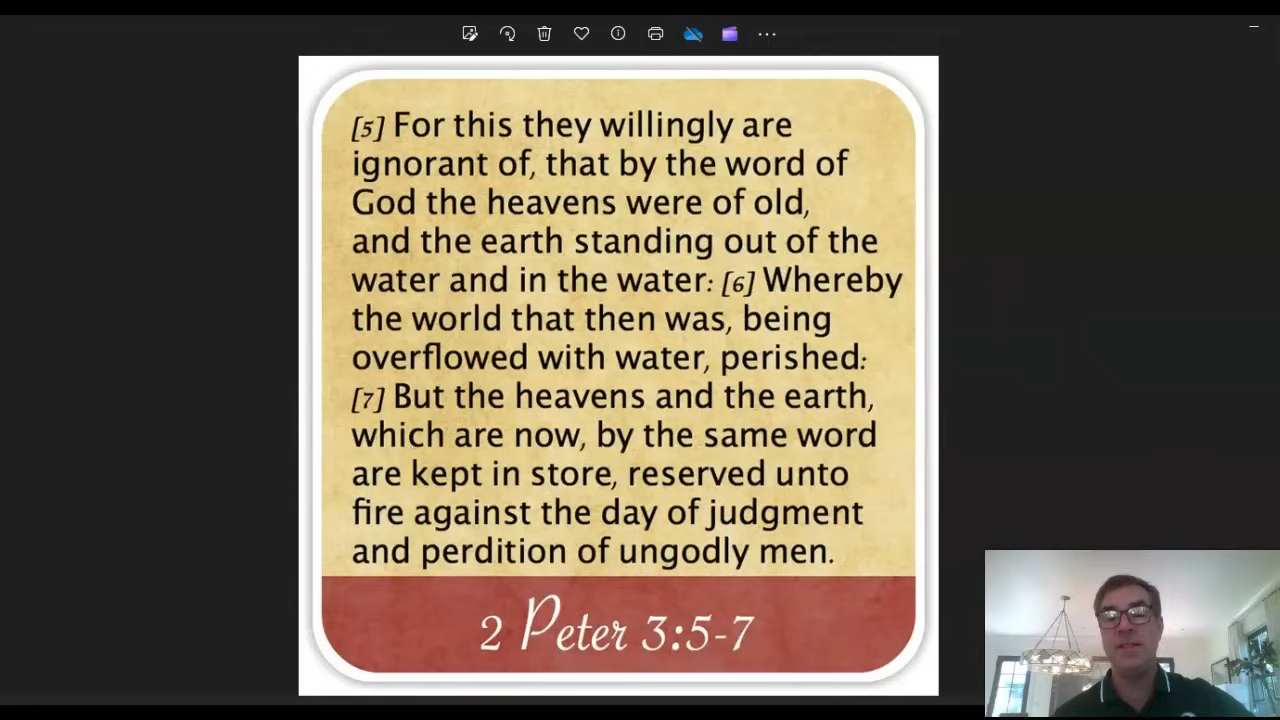 [5] For this they willingly are
ignorant of, that by the word of
God the heavens were of old,
and the earth standing out of the
water and in the water: [6] Whereby
the world that then was, being
overflowed with water, perished:
[7] But the heavens and the earth,
which are now, by the same word
are kept in store, reserved unto
fire against the day of judgment
and perdition of ungodly men.
2 Peter 3:5-7